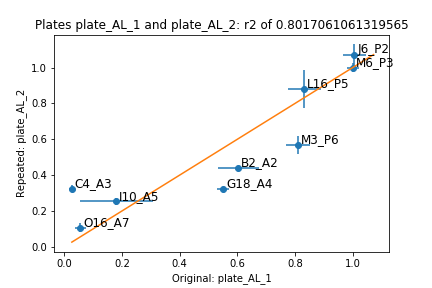 Plates plate_AL_1 and plate_AL_2: r2 of 0.8017061061319565
J6_P2
M6_P3
1.0
L16_P5
0.8
M3_P6
0.6
B2_A2
0.4
C4_A3
G18_A4
J10_A5
0.2
O16_A7
0.0
0.0 0.2 0.4 0.6 0.8 1.0
Original: plate_AL_1
Repeated: plate_AL_2